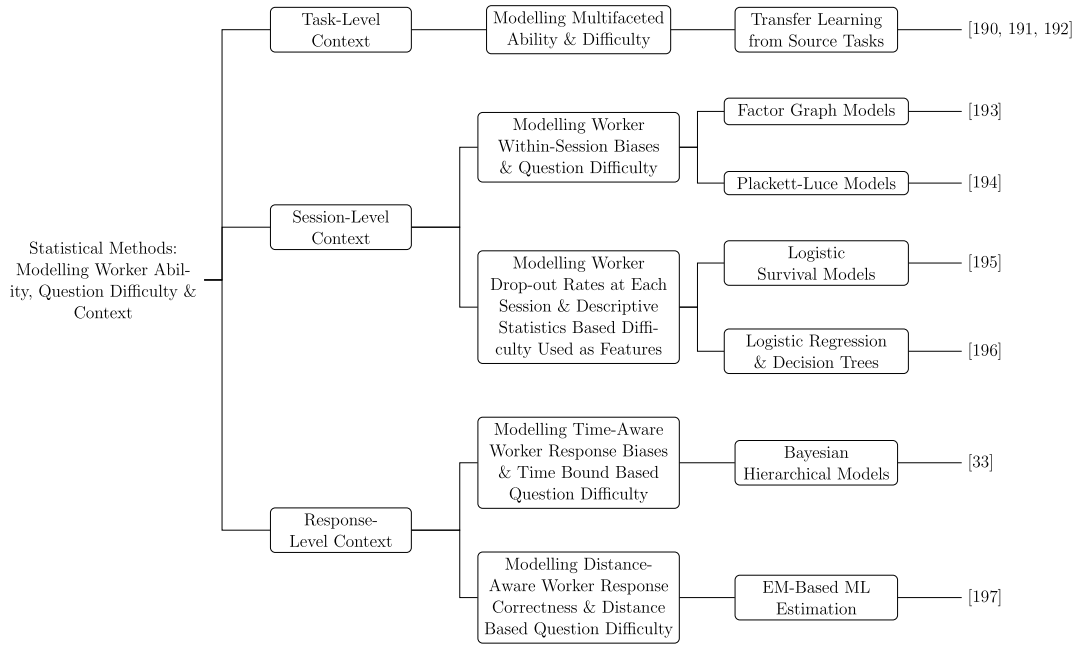 Statistical Methods:
Modelling Worker Abil-
ity, Question Difficulty &
Context
Task-Level
Context
Modelling Multifaceted
Ability & Difficulty
Transfer Learning
from Source Tasks
[190, 191, 192]
Session-Level
Context
Modelling Worker
Within-Session Biases
& Question Difficulty
Factor Graph Models
[193]
Plackett-Luce Models
[194]
Modelling Worker
Drop-out Rates at Each
Session & Descriptive
Statistics Based Diffi-
culty Used as Features
Logistic
Survival Models
[195]
Logistic Regression
& Decision Trees
[196]
Response-
Level Context
Modelling Time-Aware
Worker Response Biases
& Time Bound Based
Question Difficulty
Bayesian
Hierarchical Models
[33]
Modelling Distance-
Aware Worker Response
Correctness & Distance
Based Question Difficulty
EM-Based ML
Estimation
[197]